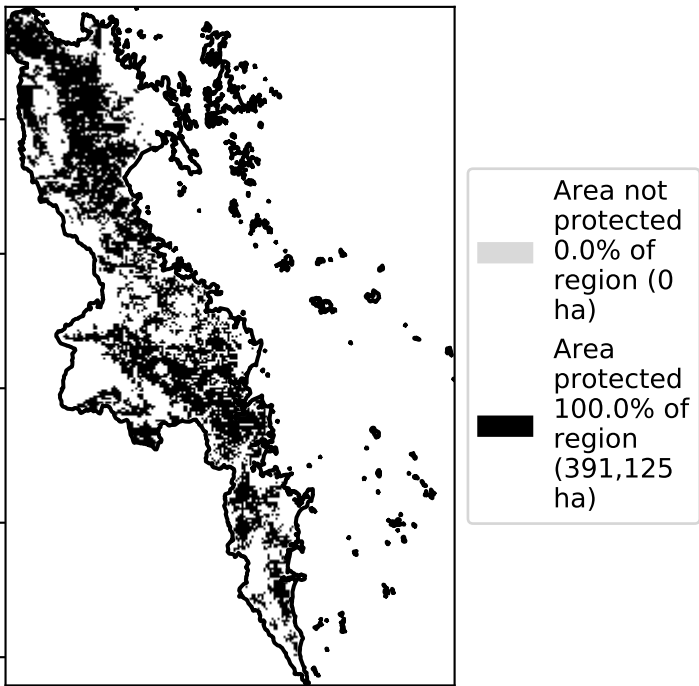 Area not
protected
0.0% of
region (0
ha)
Area
protected
100.0% of
region
(391,125
ha)